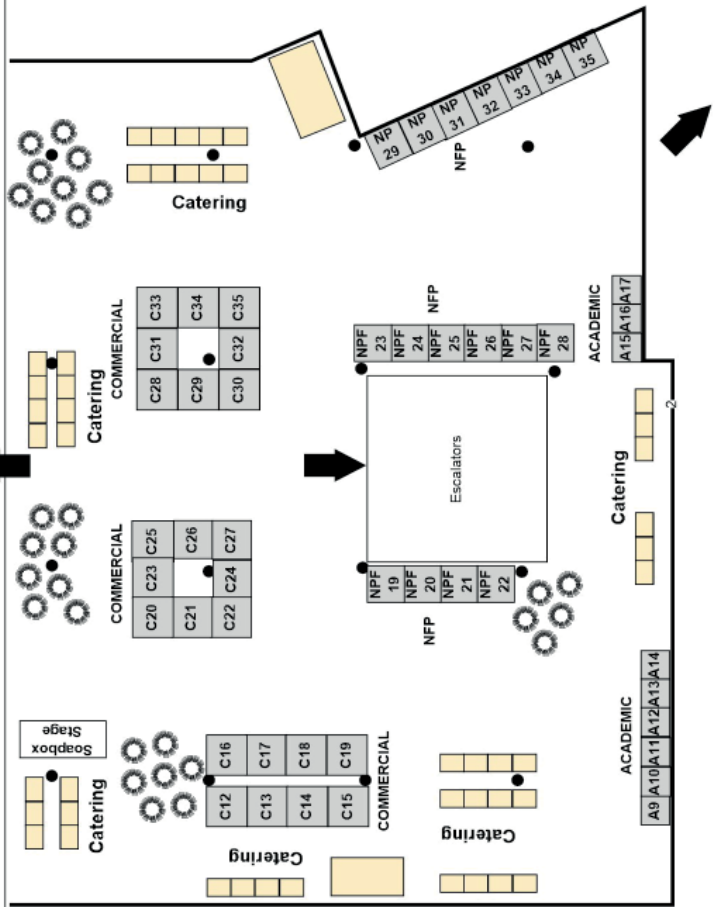 NP
35
NP
34
NP
33
NP
32
NP
31
NP
30
NP
29
NFP
Catering
C33 C34 C35
C31 C32
C28 C29 C30
COMMERCIAL
Catering
NFP
NPF
23
NPF
24
NPF
25
NPF
26
NPF
27
NPF
28
ACADEMIC
A15 A16 A17
2
Escalators
Catering
C25 C26 C27
C23 C24
C20 C21 C22
COMMERCIAL
NPF
19
NPF
20
NPF
21
NPF
22
NFP
Soapbox
Stage
Catering
C16 C17 C18 C19
C12 C13 C14 C15
COMMERCIAL
ACADEMIC
A9 A10 A11 A12 A13 A14
Catering
Catering